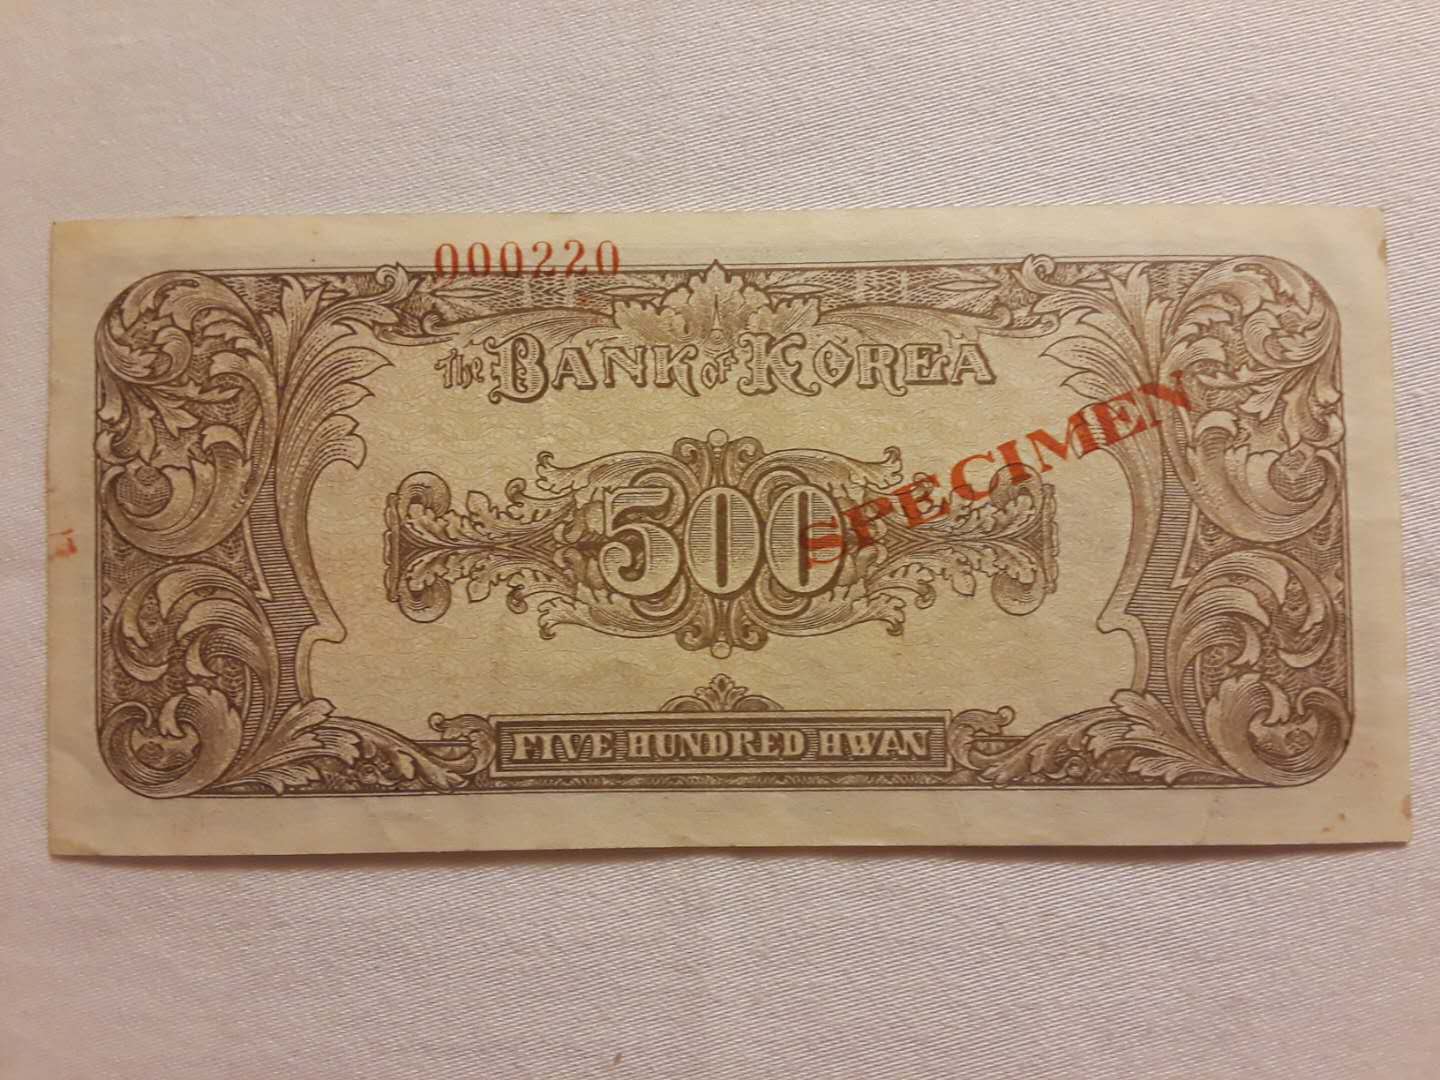 000220
The BANK of KOREA
SPECIMEN
500
FIVE HUNDRED HWAN